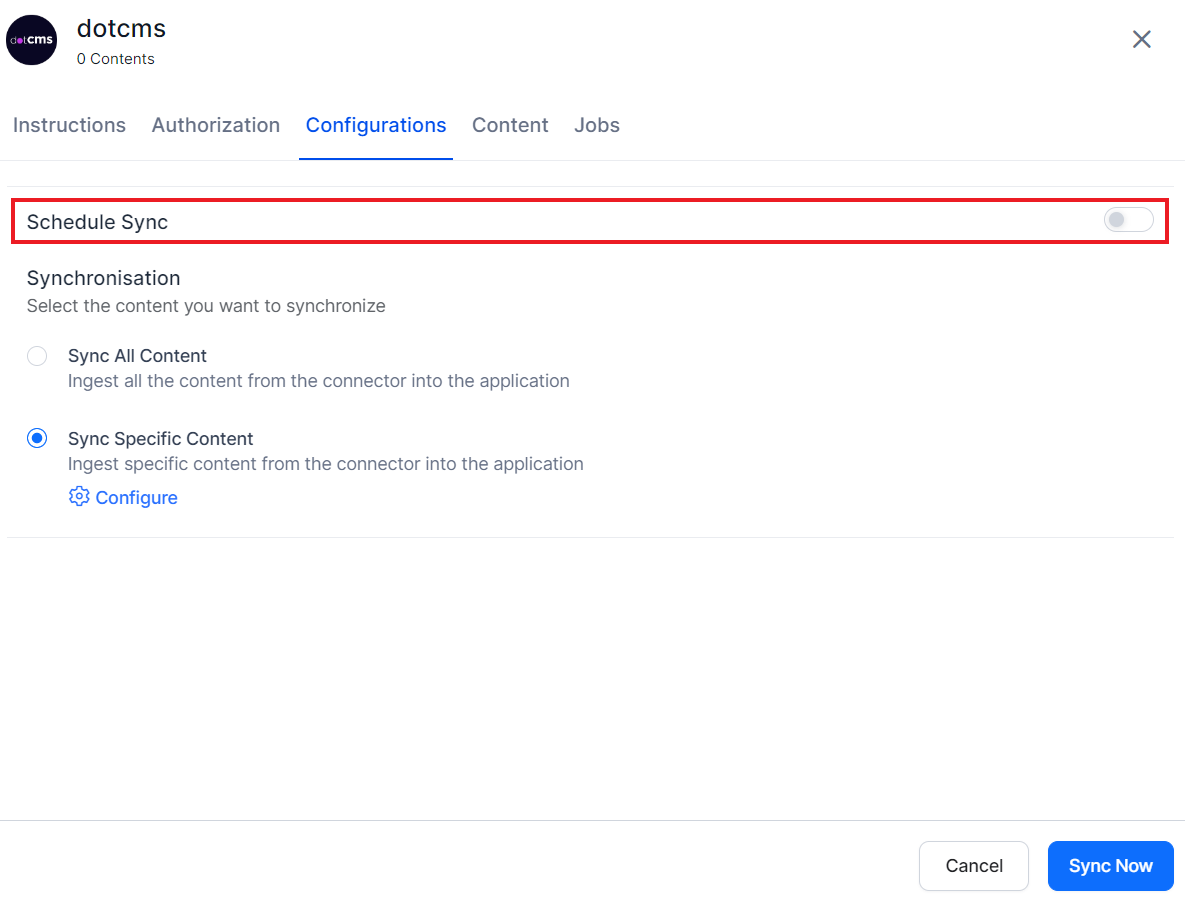 dotcms
dotcms
0 Contents
Instructions Authorization Configurations Content Jobs
Schedule Sync
Synchronisation
Select the content you want to synchronize
Sync All Content
Ingest all the content from the connector into the application
Sync Specific Content
Ingest specific content from the connector into the application
Configure
Cancel Sync Now